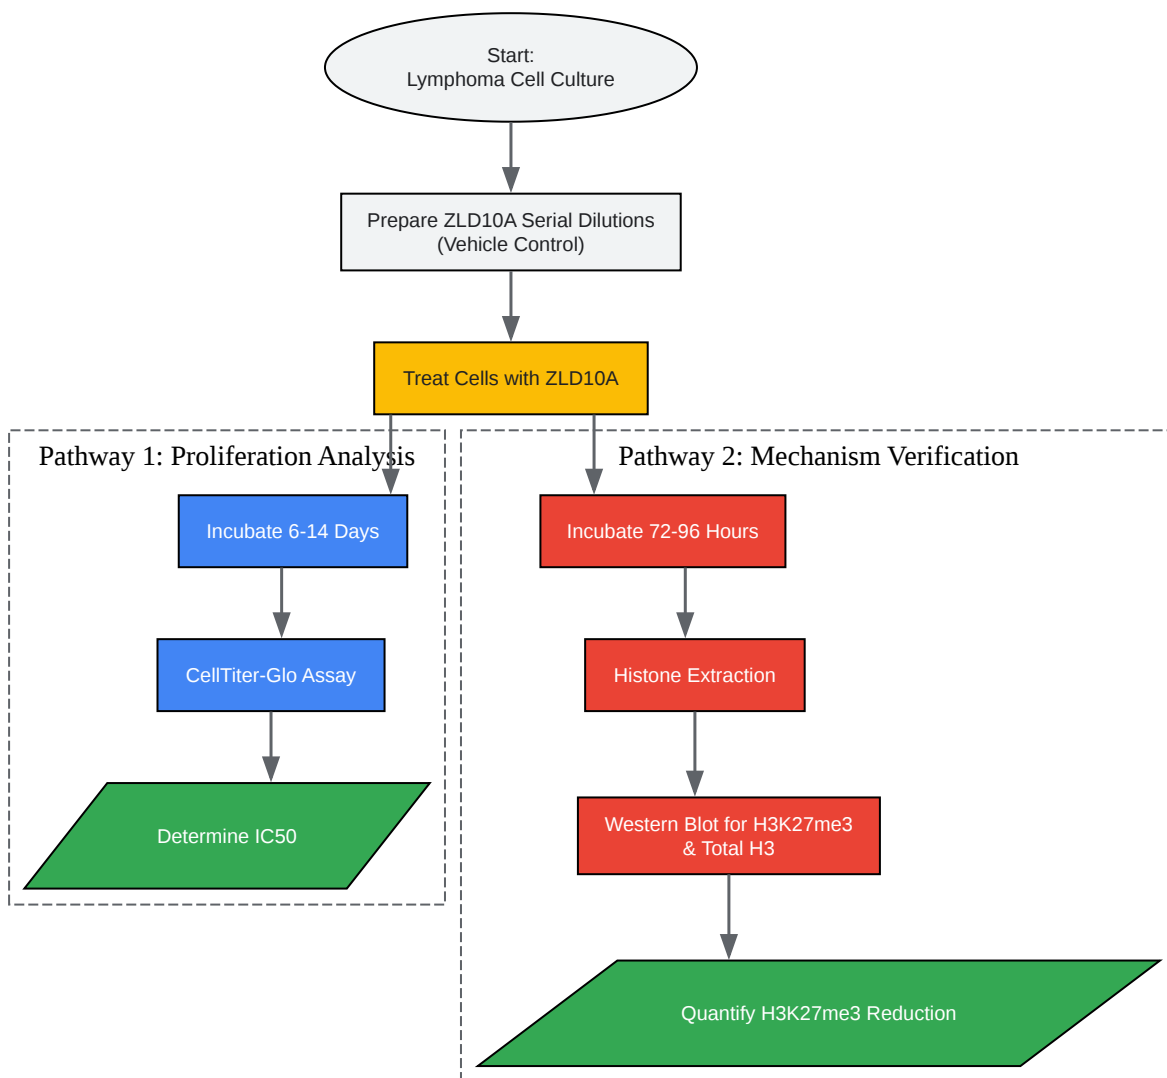 Start:
Lymphoma Cell Culture
Prepare ZLD10A Serial Dilutions
(Vehicle Control)
Treat Cells with ZLD10A
Pathway 1: Proliferation Analysis
Incubate 6-14 Days
CellTiter-Glo Assay
Determine IC50
Pathway 2: Mechanism Verification
Incubate 72-96 Hours
Histone Extraction
Western Blot for H3K27me3
& Total H3
Quantify H3K27me3 Reduction